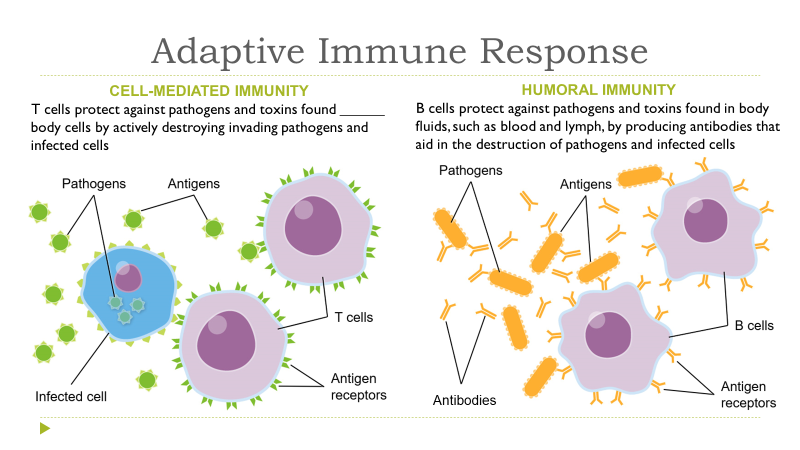 Adaptive Immune Response
CELL-MEDIATED IMMUNITY
T cells protect against pathogens and toxins found ______
body cells by actively destroying invading pathogens and
infected cells
Pathogens
Antigens
T cells
Infected cell
Antigen
receptors
HUMORAL IMMUNITY
B cells protect against pathogens and toxins found in body
fluids, such as blood and lymph, by producing antibodies that
aid in the destruction of pathogens and infected cells
Pathogens
Antigens
B cells
Antibodies
Antigen
receptors